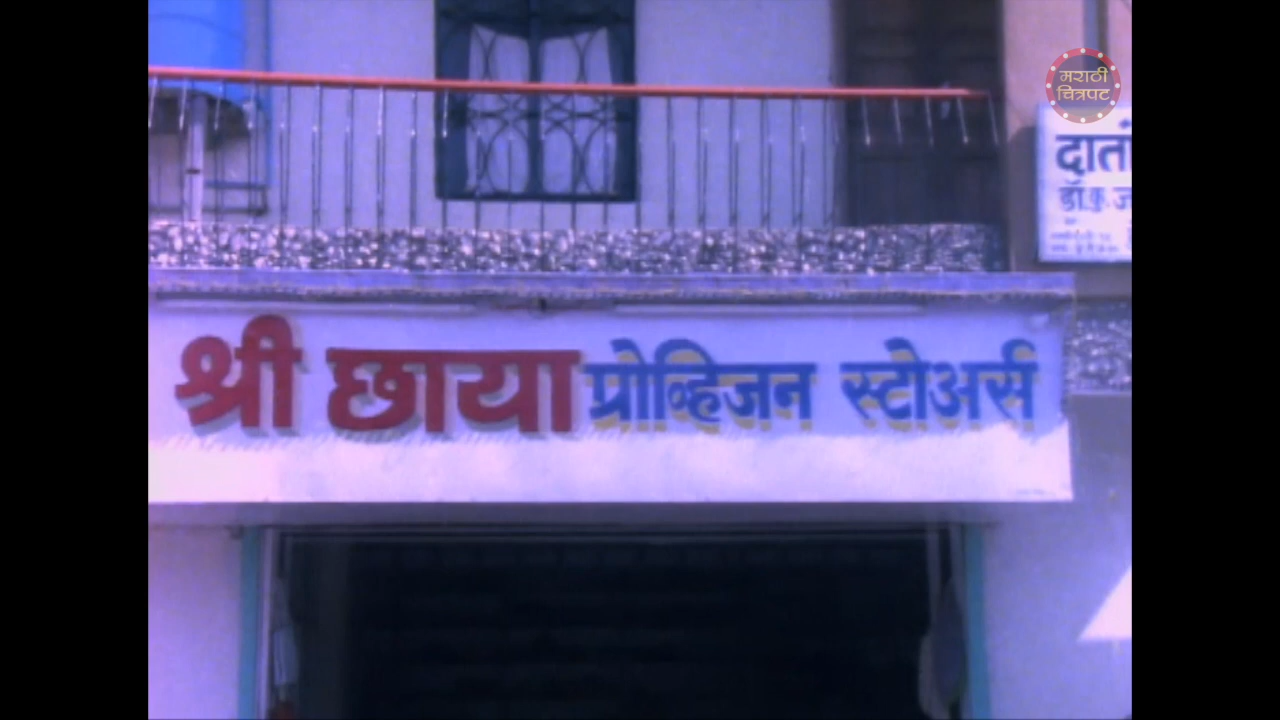 मराठी
चित्रपट
डॉ.कु.
श्री छाया प्रोव्हिजन स्टोअर्स